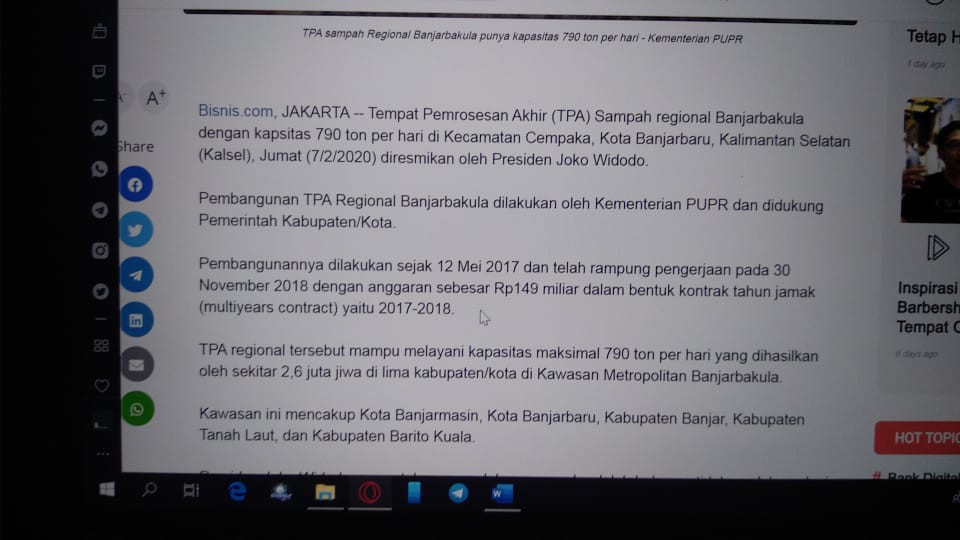 TPA sampah Regional Banjarbakula punya kapasitas 790 ton per hari - Kementerian PUPR
Tetap H
1 day ago
A-
A+
Share
Bisnis.com, JAKARTA -- Tempat Pemrosesan Akhir (TPA) Sampah regional Banjarbakula
dengan kapsitas 790 ton per hari di Kecamatan Cempaka, Kota Banjarbaru, Kalimantan Selatan
(Kalsel), Jumat (7/2/2020) diresmikan oleh Presiden Joko Widodo.
Pembangunan TPA Regional Banjarbakula dilakukan oleh Kementerian PUPR dan didukung
Pemerintah Kabupaten/Kota.
Pembangunannya dilakukan sejak 12 Mei 2017 dan telah rampung pengerjaan pada 30
November 2018 dengan anggaran sebesar Rp149 miliar dalam bentuk kontrak tahun jamak
(multiyears contract) yaitu 2017-2018.
TPA regional tersebut mampu melayani kapasitas maksimal 790 ton per hari yang dihasilkan
oleh sekitar 2,6 juta jiwa di lima kabupaten/kota di Kawasan Metropolitan Banjarbakula.
Kawasan ini mencakup Kota Banjarmasin, Kota Banjarbaru, Kabupaten Banjar, Kabupaten
Tanah Laut, dan Kabupaten Barito Kuala.
Inspirasi
Barbersh
Tempat C
6 days ago
HOT TOPIC
# Bank Digital